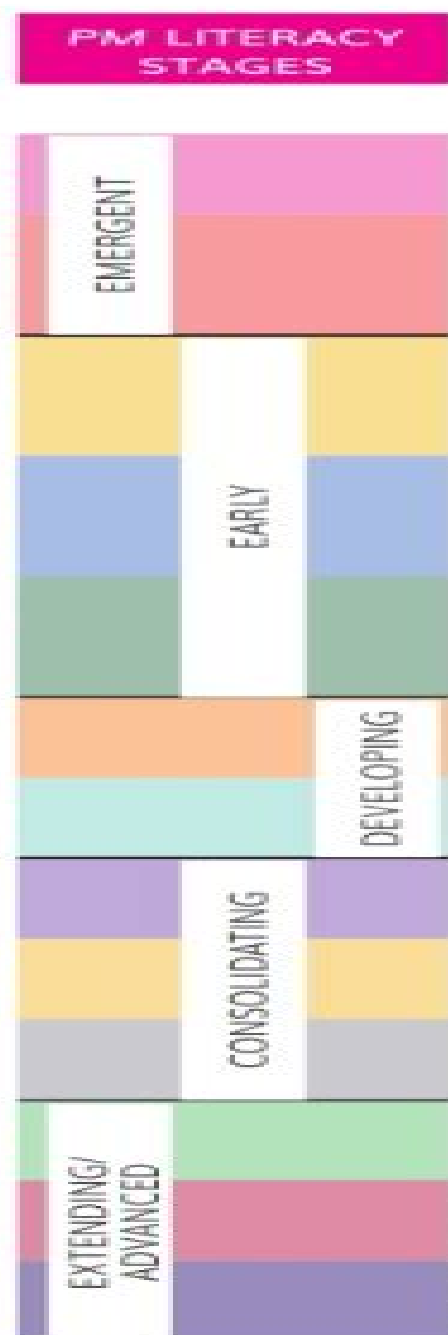 PM LITERACY
STAGES
EMERGENT
EARLY
DEVELOPING
CONSOLIDATING
EXTENDING/
ADVANCED